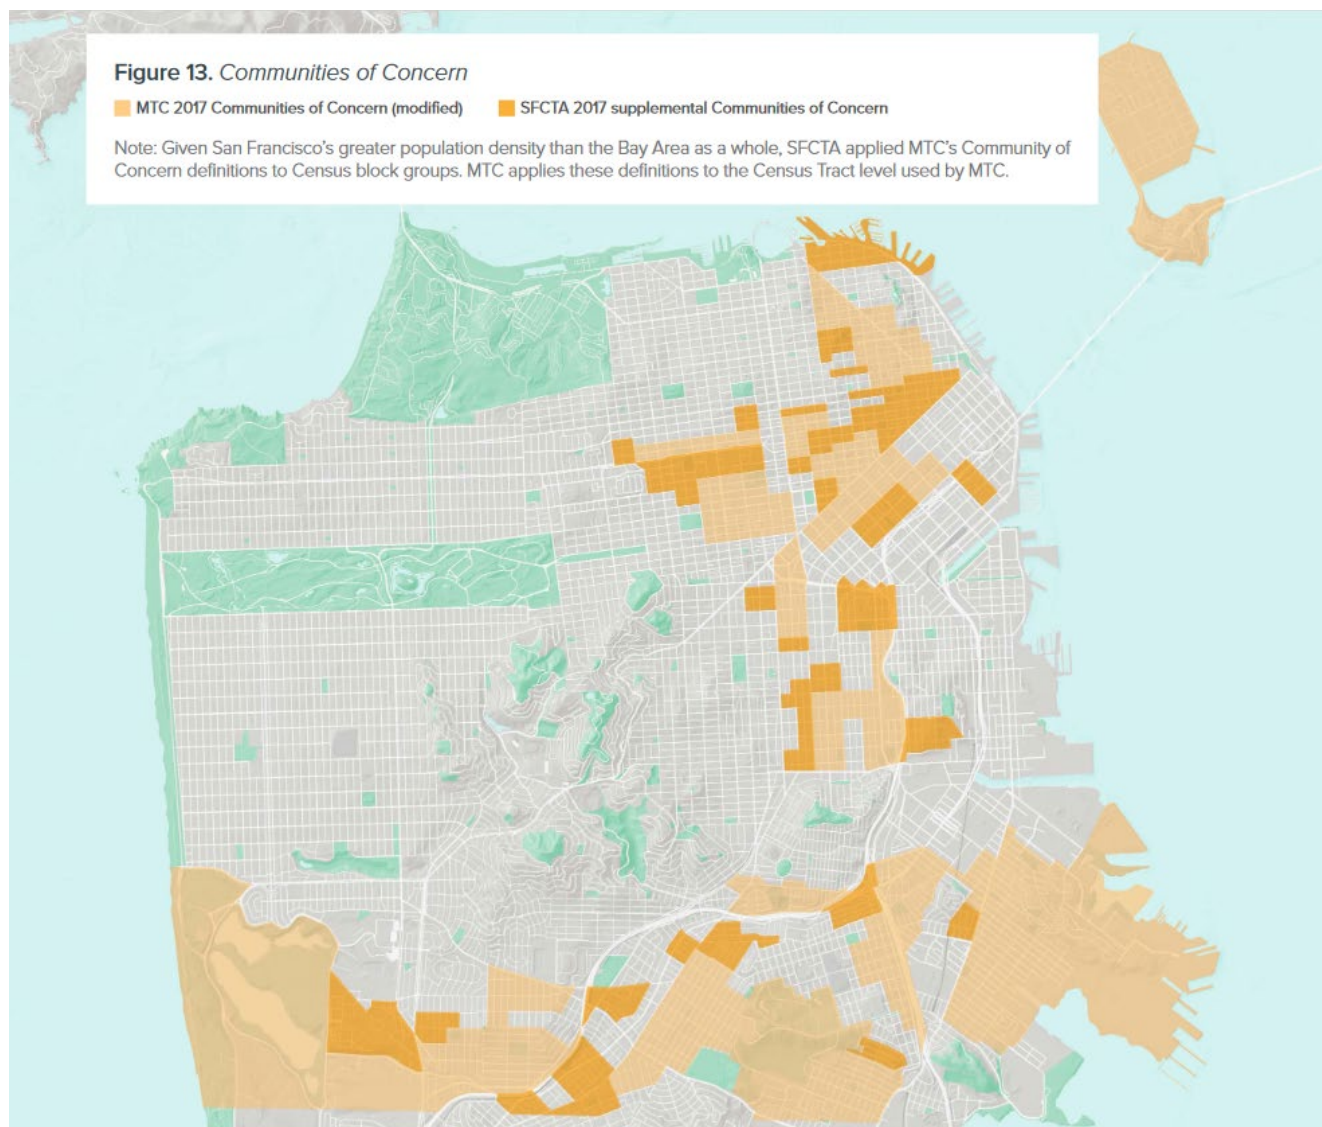 Figure 13. Communities of Concern
MTC 2017 Communities of Concern (modified) SFCTA 2017 supplemental Communities of Concern
Note: Given San Francisco's greater population density than the Bay Area as a whole, SFCTA applied MTC's Community of
Concern definitions to Census block groups. MTC applies these definitions to the Census Tract level used by MTC.